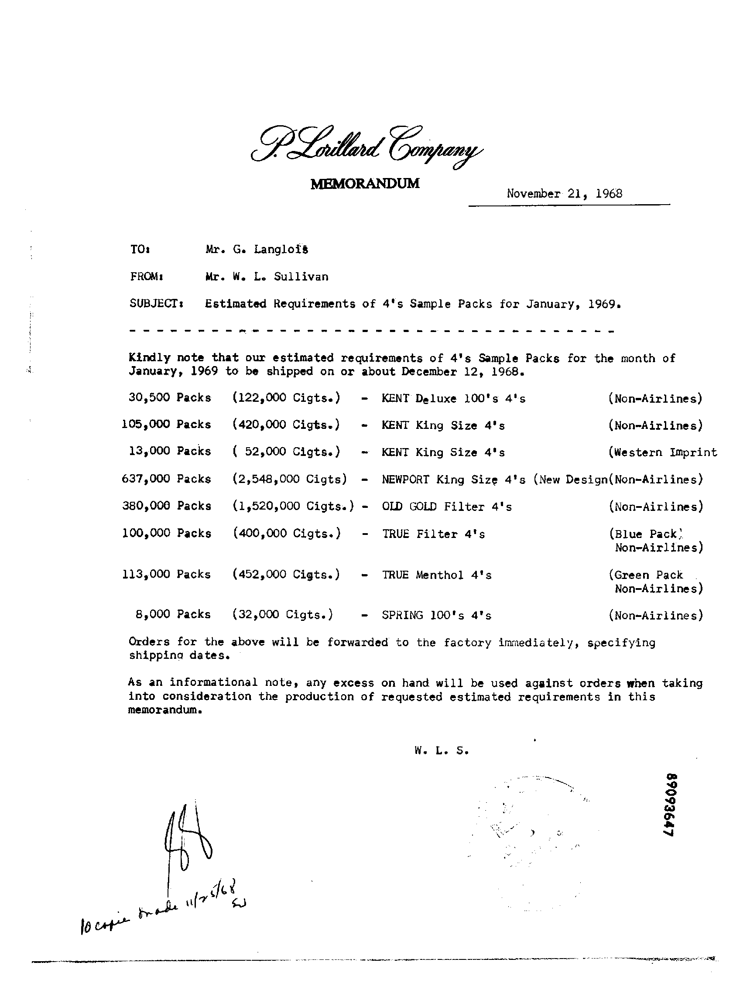 P. Lorillard Company
MEMORANDUM
November 21, 1968
TO: Mr. G. Langlois
FROM: Mr. W. L. Sullivan
SUBJECT: Estimated Requirements of 4's Sample Packs for January, 1969.
- - - - - - - - - - - - - - - - - - - - - - - - - - - - - - - - - - - -
Kindly note that our estimated requirements of 4's Sample Packs for the month of
January, 1969 to be shipped on or about December 12, 1968.
30,500 Packs (122,000 Cigts.) - KENT Deluxe 100's 4's (Non-Airlines)
105,000 Packs (420,000 Cigts.) - KENT King Size 4's (Non-Airlines)
13,000 Packs ( 52,000 Cigts.) - KENT King Size 4's (Western Imprint
637,000 Packs (2,548,000 Cigts) - NEWPORT King Size 4's (New Design(Non-Airlines)
380,000 Packs (1,520,000 Cigts.) - OLD GOLD Filter 4's (Non-Airlines)
100,000 Packs (400,000 Cigts.) - TRUE Filter 4's (Blue Pack)
Non-Airlines)
113,000 Packs (452,000 Cigts.) - TRUE Menthol 4's (Green Pack
Non-Airlines)
8,000 Packs (32,000 Cigts.) - SPRING 100's 4's (Non-Airlines)
Orders for the above will be forwarded to the factory immediately, specifying
shipping dates.
As an informational note, any excess on hand will be used against orders when taking
into consideration the production of requested estimated requirements in this
memorandum.
W. L. S.
89093647
10 copie made 11/25/68